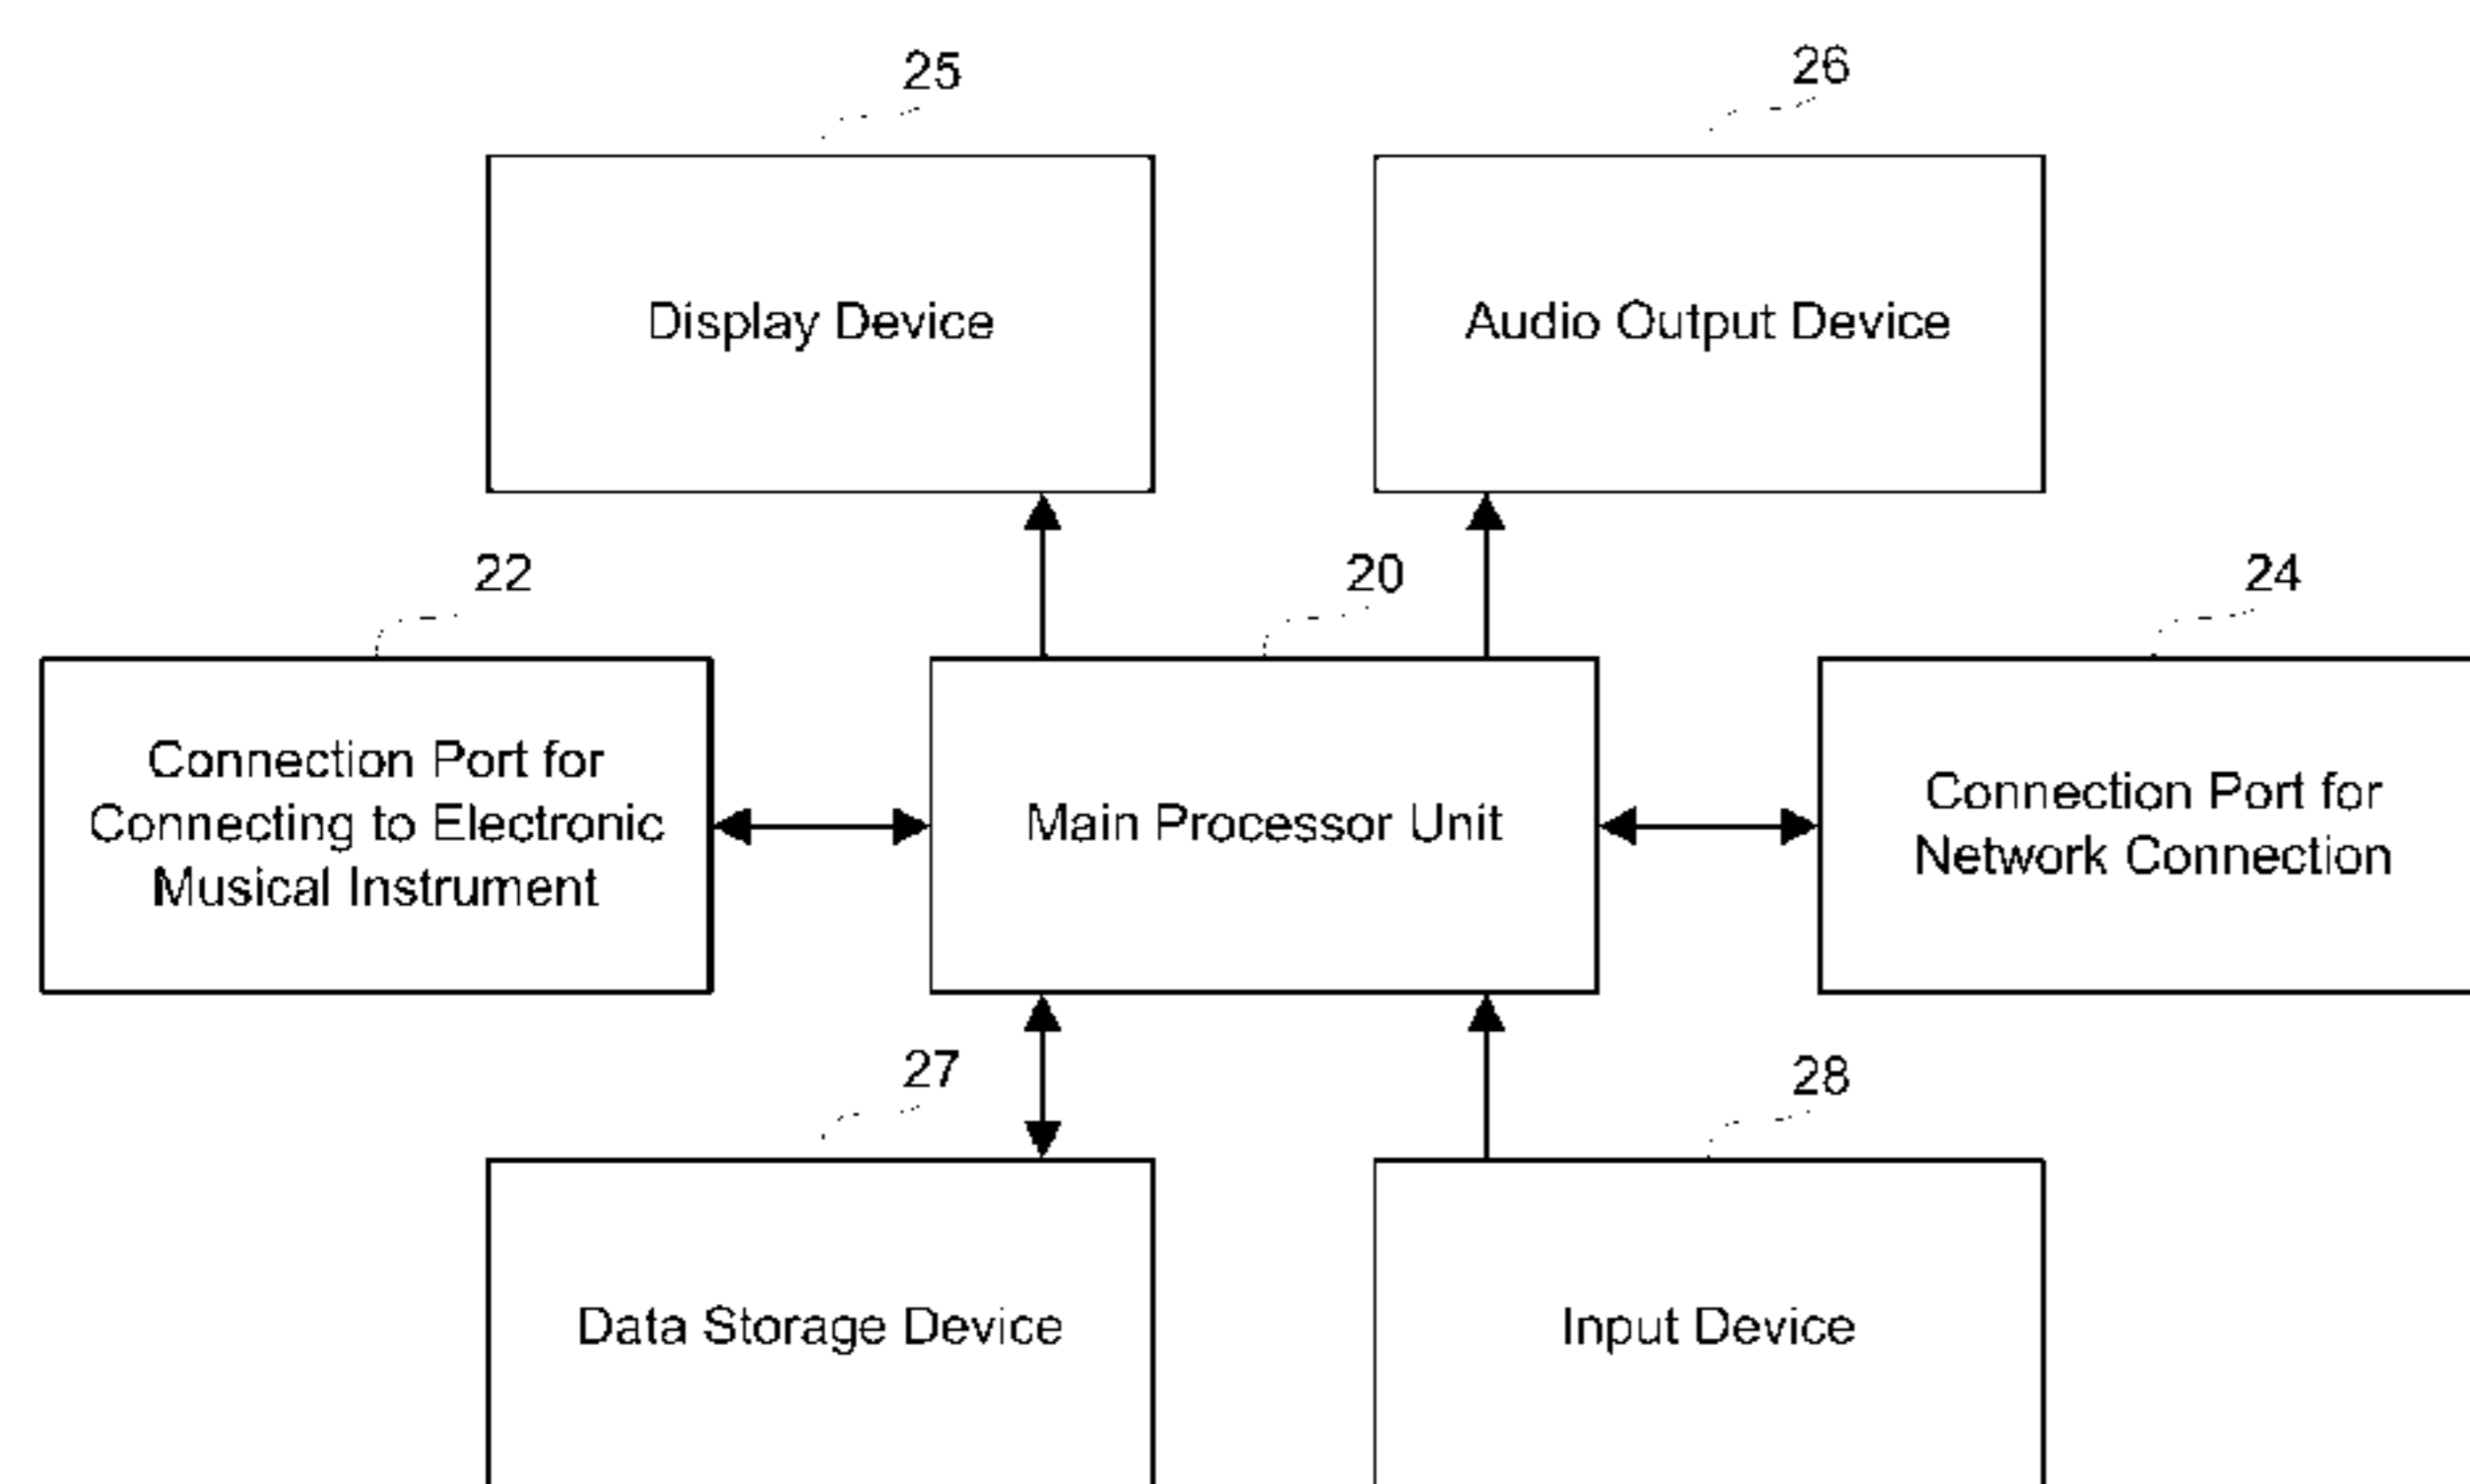 25
26
Display Device
Audio Output Device
22
20
24
Connection Port for
Connecting to Electronic
Musical Instrument
Main Processor Unit
Connection Port for
Network Connection
27
28
Data Storage Device
Input Device